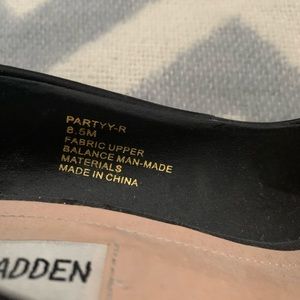 PARTYY-R
8.5M
FABRIC UPPER
BALANCE MAN-MADE
MATERIALS
MADE IN CHINA
ADDEN